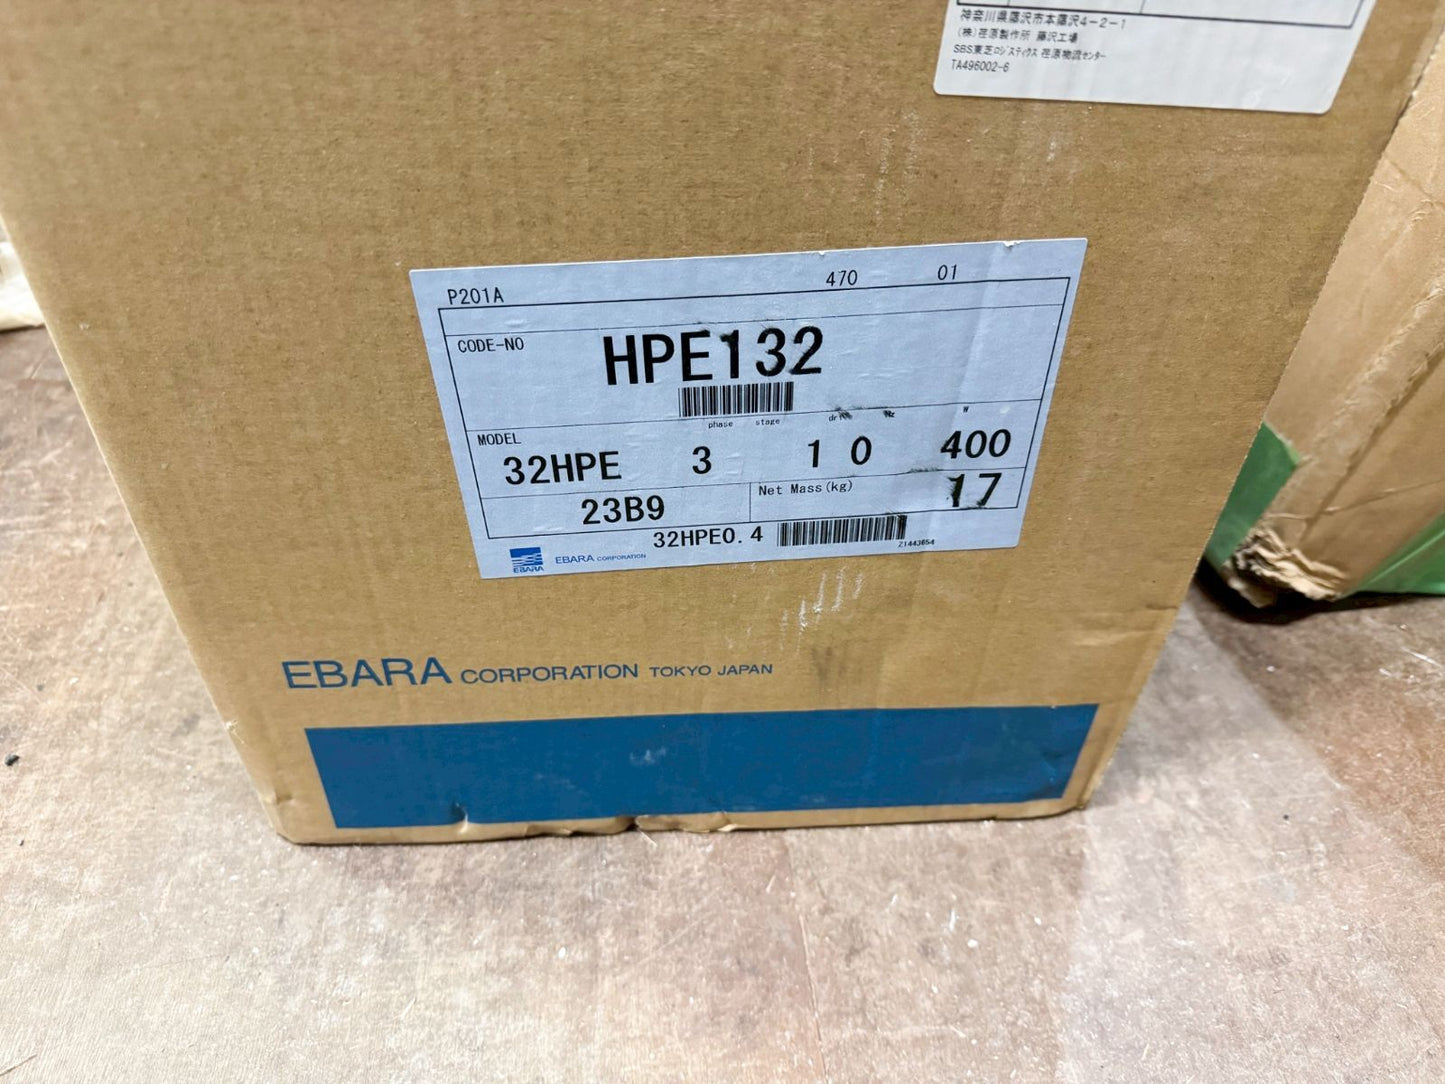 神奈川県藤沢市本藤沢4-2-1
(株)荏原製作所 藤沢工場
SBS東芝ロジスティクス 荏原物流センター
TA496002-6
P201A 470 01
CODE-NO HPE132
phase stage drive Hz W
MODEL 32HPE 3 1 0 400
23B9 Net Mass(kg) 17
32HPE0.4 21443654
EBARA EBARA CORPORATION
EBARA CORPORATION TOKYO JAPAN